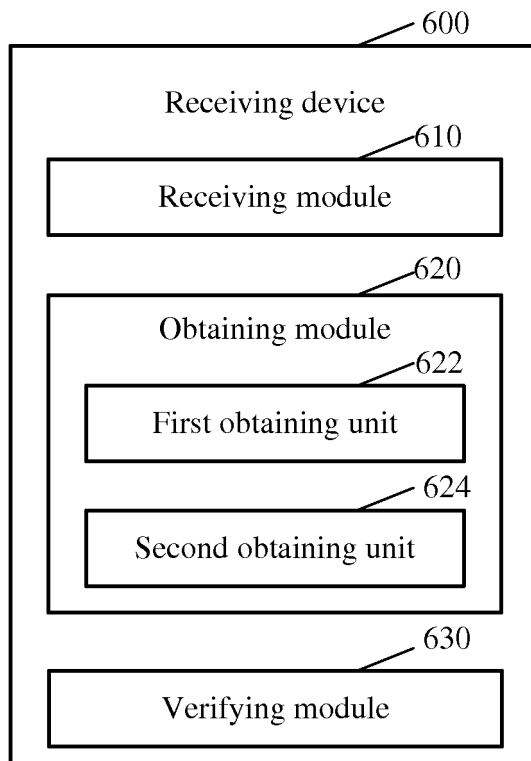 600
Receiving device
610
Receiving module
620
Obtaining module
622
First obtaining unit
624
Second obtaining unit
630
Verifying module